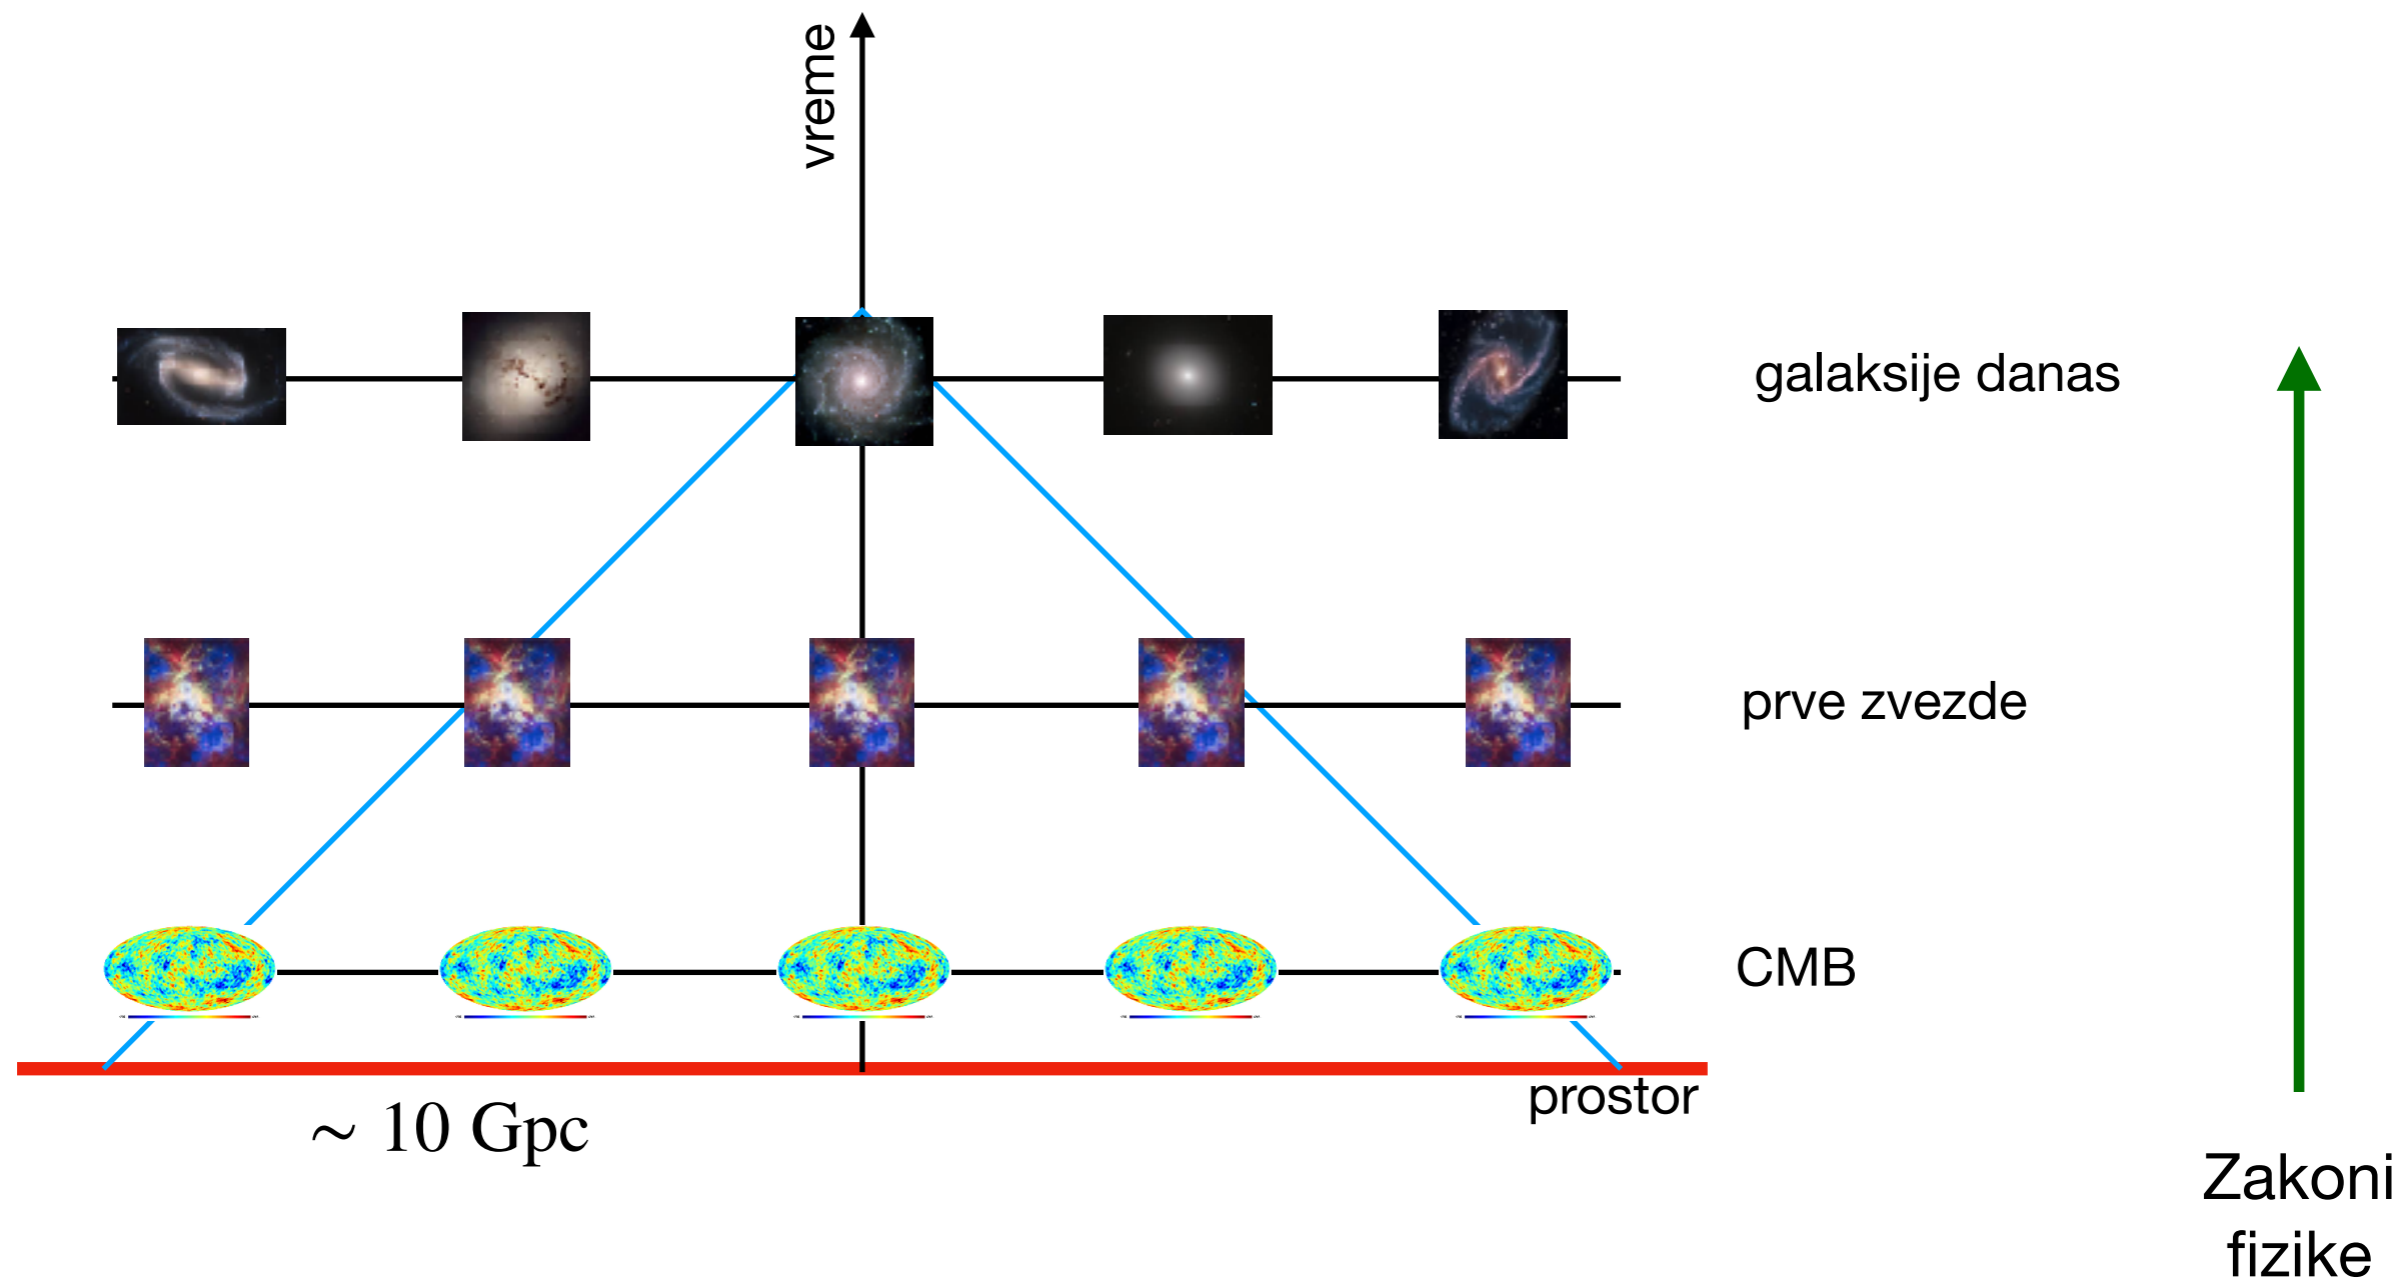 vreme
galaksije danas
prve zvezde
CMB
prostor
~ 10 Gpc
Zakoni
fizike